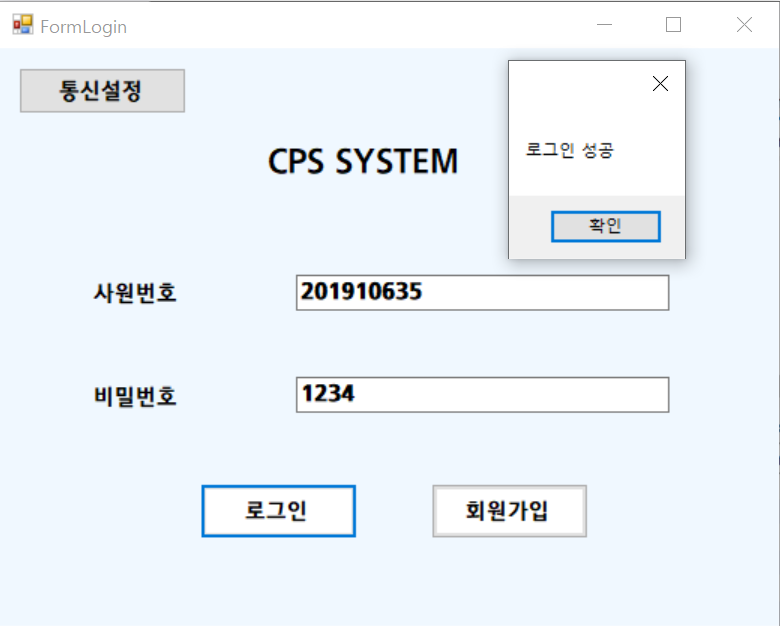 FormLogin
통신설정
CPS SYSTEM
로그인 성공
확인
사원번호
201910635
비밀번호
1234
로그인
회원가입